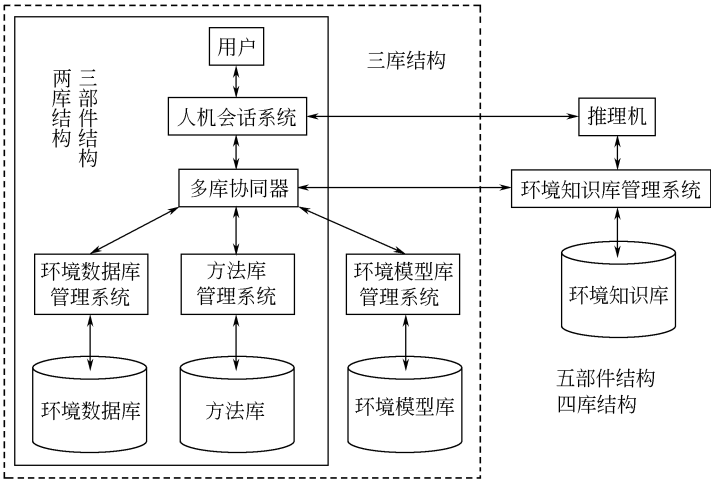 用户
三库结构
三部件结构
两库结构
人机会话系统
推理机
多库协同器
环境知识库管理系统
环境数据库
管理系统
方法库
管理系统
环境模型库
管理系统
环境知识库
环境数据库
方法库
环境模型库
五部件结构
四库结构